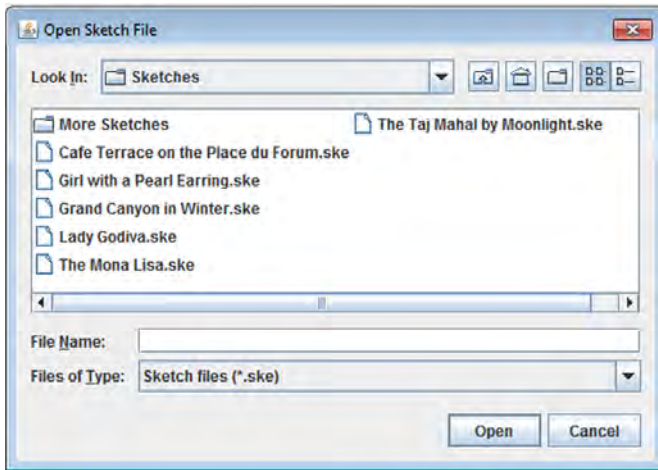 Open Sketch File
Look In: Sketches
More Sketches
Cafe Terrace on the Place du Forum.ske
Girl with a Pearl Earring.ske
Grand Canyon in Winter.ske
Lady Godiva.ske
The Mona Lisa.ske
The Taj Mahal by Moonlight.ske
File Name:
Files of Type: Sketch files (*.ske)
Open Cancel